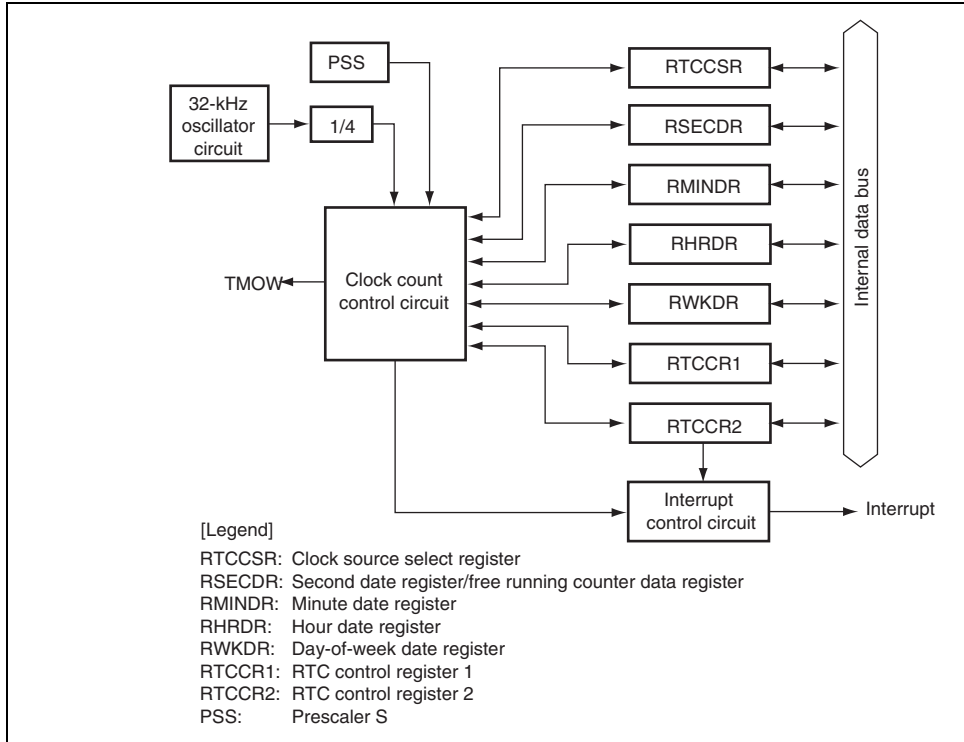 PSS
32-kHz
oscillator
circuit
1/4
RTCCSR
RSECDR
RMINDR
RHRDR
RWKDR
RTCCR1
RTCCR2
Internal data bus
TMOW
Clock count
control circuit
Interrupt
control circuit
Interrupt
[Legend]
RTCCSR: Clock source select register
RSECDR: Second date register/free running counter data register
RMINDR: Minute date register
RHRDR: Hour date register
RWKDR: Day-of-week date register
RTCCR1: RTC control register 1
RTCCR2: RTC control register 2
PSS: Prescaler S